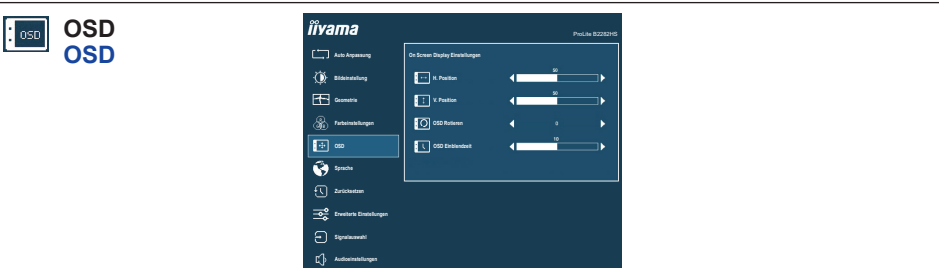 OSD
OSD
OSD
iiyama
ProLite B2282HS
Auto Anpassung
On Screen Display Einstellungen
Bildeinstellung
H. Position
50
Geometrie
V. Position
50
Farbeinstellungen
OSD Rotieren
0
OSD
OSD Einblendzeit
10
Sprache
Zurücksetzen
Erweiterte Einstellungen
Signalauswahl
Audioeinstellungen